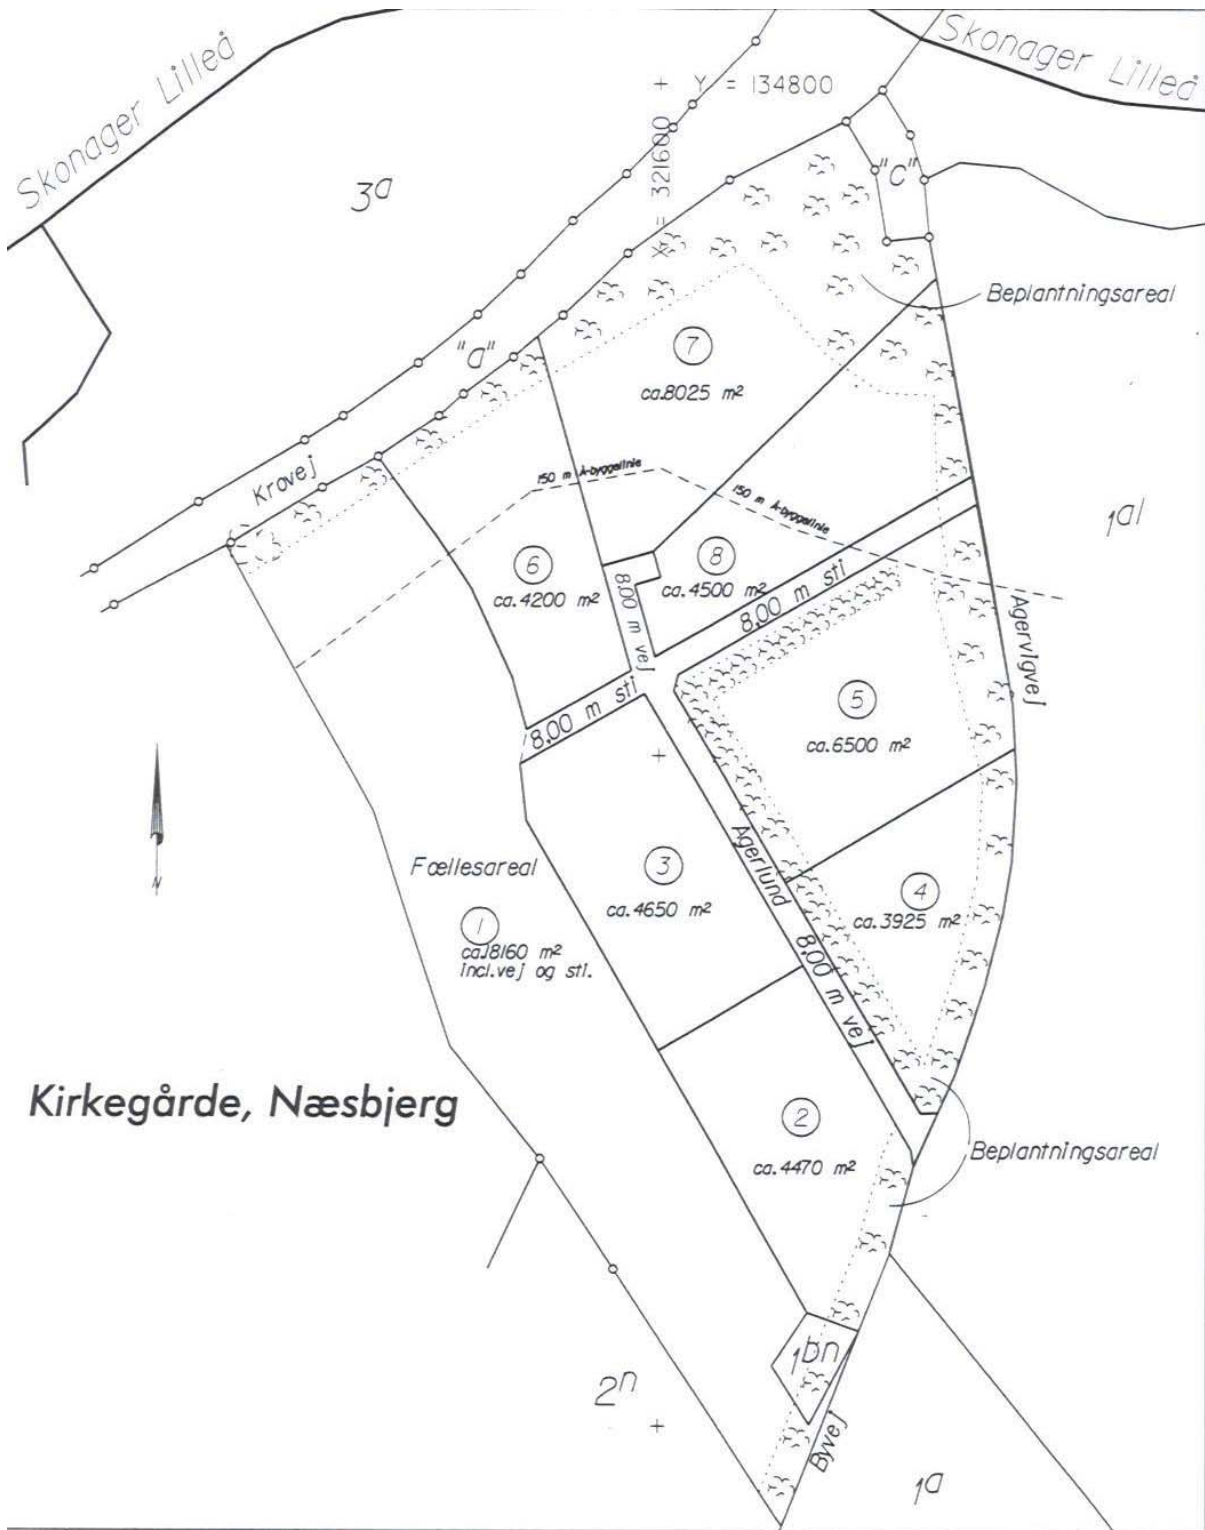 Skonager Lilleå
Skonager Lilleå
Y = 134800
X = 321600
3a
"C"
Beplantningsareal
7
ca.8025 m²
"a"
Krovej
150 m Å-byggelinie
150 m Å-byggelinie
1al
6
ca.4200 m²
8
ca.4500 m²
8.00 m vej
8.00 m sti
Agervigvej
8.00 m sti
5
ca.6500 m²
Fællesareal
1
ca.18160 m²
incl.vej og sti.
3
ca.4650 m²
Agerlund
8.00 m vej
4
ca.3925 m²
N
Kirkegårde, Næsbjerg
2
ca.4470 m²
Beplantningsareal
1bn
2n
Byvej
1a